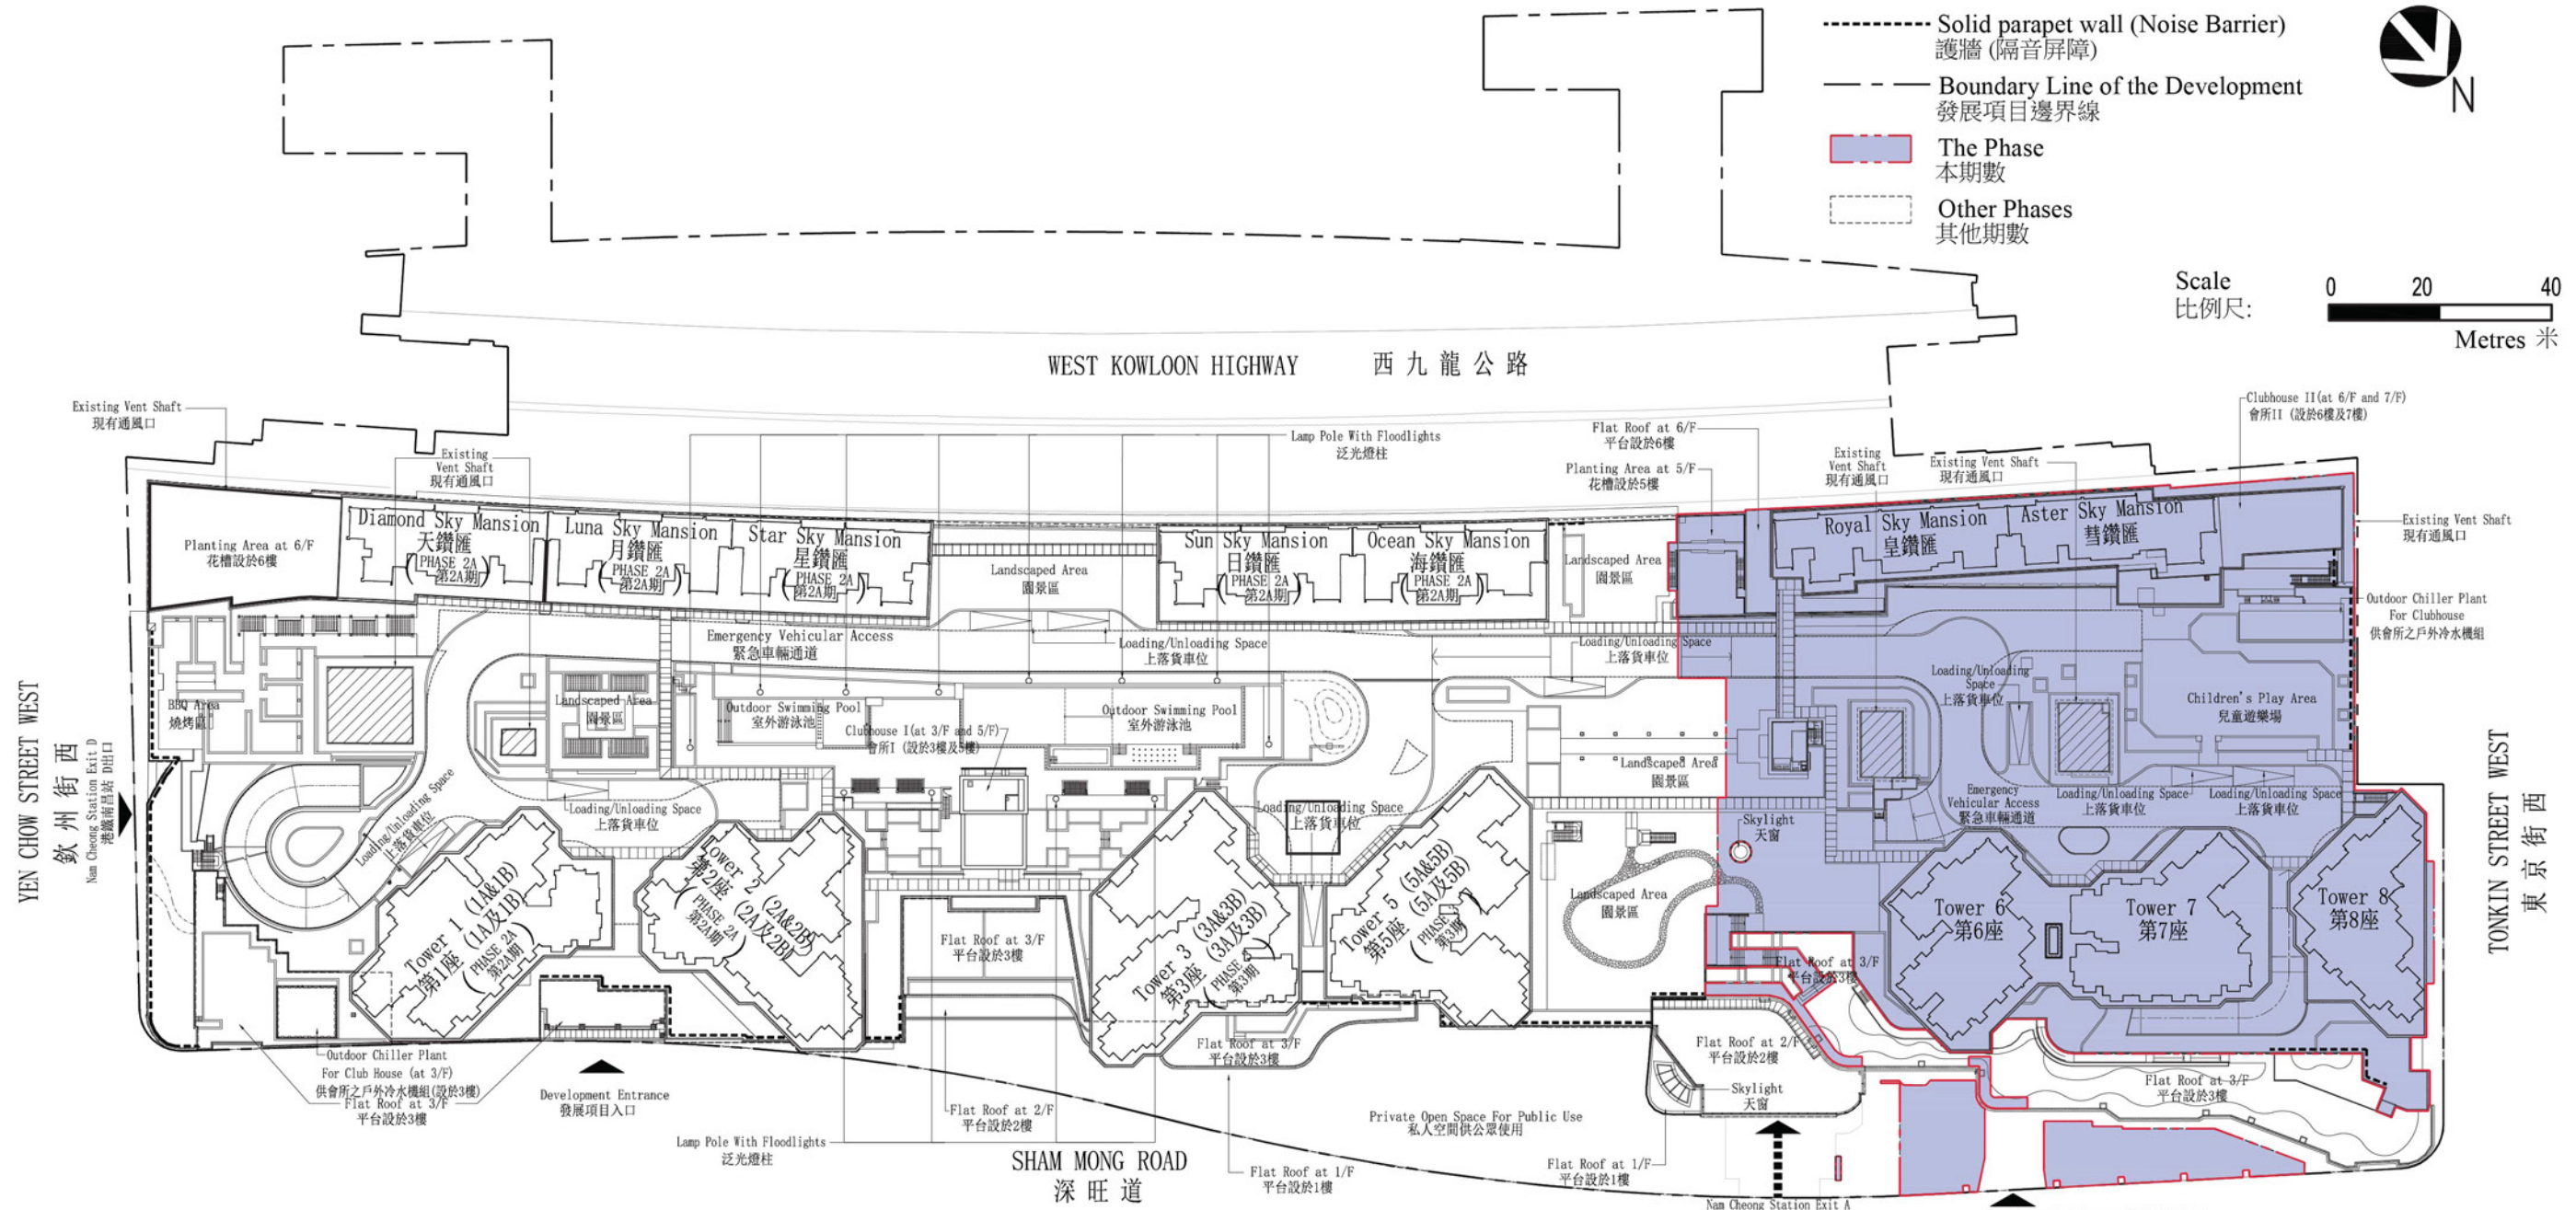 Solid parapet wall (Noise Barrier)
護牆 (隔音屏障)
Boundary Line of the Development
發展項目邊界線
The Phase
本期數
Other Phases
其他期數
N
Scale
比例尺:
0 20 40
Metres 米
WEST KOWLOON HIGHWAY 西九龍公路
Existing Vent Shaft
現有通風口
Existing
Vent Shaft
現有通風口
Lamp Pole With Floodlights
泛光燈柱
Flat Roof at 6/F
平台設於6樓
Planting Area at 5/F
花槽設於5樓
Existing
Vent Shaft
現有通風口
Existing Vent Shaft
現有通風口
Clubhouse II(at 6/F and 7/F)
會所II (設於6樓及7樓)
Existing Vent Shaft
現有通風口
Planting Area at 6/F
花槽設於6樓
Diamond Sky Mansion
天鑽匯
(PHASE 2A
第2A期)
Luna Sky Mansion
月鑽匯
(PHASE 2A
第2A期)
Star Sky Mansion
星鑽匯
(PHASE 2A
第2A期)
Landscaped Area
園景區
Sun Sky Mansion
日鑽匯
(PHASE 2A
第2A期)
Ocean Sky Mansion
海鑽匯
(PHASE 2A
第2A期)
Landscaped Area
園景區
Royal Sky Mansion
皇鑽匯
Aster Sky Mansion
彗鑽匯
Outdoor Chiller Plant
For Clubhouse
供會所之戶外冷水機組
Emergency Vehicular Access
緊急車輛通道
Loading/Unloading Space
上落貨車位
Loading/Unloading Space
上落貨車位
Loading/Unloading
Space
上落貨車位
Children's Play Area
兒童遊樂場
BBQ Area
燒烤區
Landscaped Area
園景區
Outdoor Swimming Pool
室外游泳池
Clubhouse I(at 3/F and 5/F)
會所I (設於3樓及5樓)
Outdoor Swimming Pool
室外游泳池
Landscaped Area
園景區
YEN CHOW STREET WEST
欽州街西
Nam Cheong Station Exit D
港鐵南昌站 D出口
TONKIN STREET WEST
東京街西
Loading/Unloading Space
上落貨車位
Loading/Unloading Space
上落貨車位
Loading/Unloading Space
上落貨車位
Skylight
天窗
Emergency
Vehicular Access
緊急車輛通道
Loading/Unloading Space
上落貨車位
Loading/Unloading Space
上落貨車位
Tower 1 (1A&1B)
第1座 (1A及1B)
(PHASE 2A
第2A期)
Tower 2 (2A&2B)
第2座 (2A及2B)
(PHASE 2A
第2A期)
Flat Roof at 3/F
平台設於3樓
Tower 3 (3A&3B)
第3座 (3A及3B)
(PHASE
第3期
Tower 5 (5A&5B)
第5座 (5A及5B)
(PHASE
第3期
Landscaped Area
園景區
Tower 6
第6座
Tower 7
第7座
Tower 8
第8座
Flat Roof at 3/F
平台設於3樓
Outdoor Chiller Plant
For Club House (at 3/F)
供會所之戶外冷水機組(設於3樓)
Flat Roof at 3/F
平台設於3樓
Development Entrance
發展項目入口
Flat Roof at 2/F
平台設於2樓
Flat Roof at 3/F
平台設於3樓
Flat Roof at 2/F
平台設於2樓
Skylight
天窗
Flat Roof at 3/F
平台設於3樓
Private Open Space For Public Use
私人空間供公眾使用
Lamp Pole With Floodlights
泛光燈柱
SHAM MONG ROAD
深旺道
Flat Roof at 1/F
平台設於1樓
Flat Roof at 1/F
平台設於1樓
Nam Cheong Station Exit A